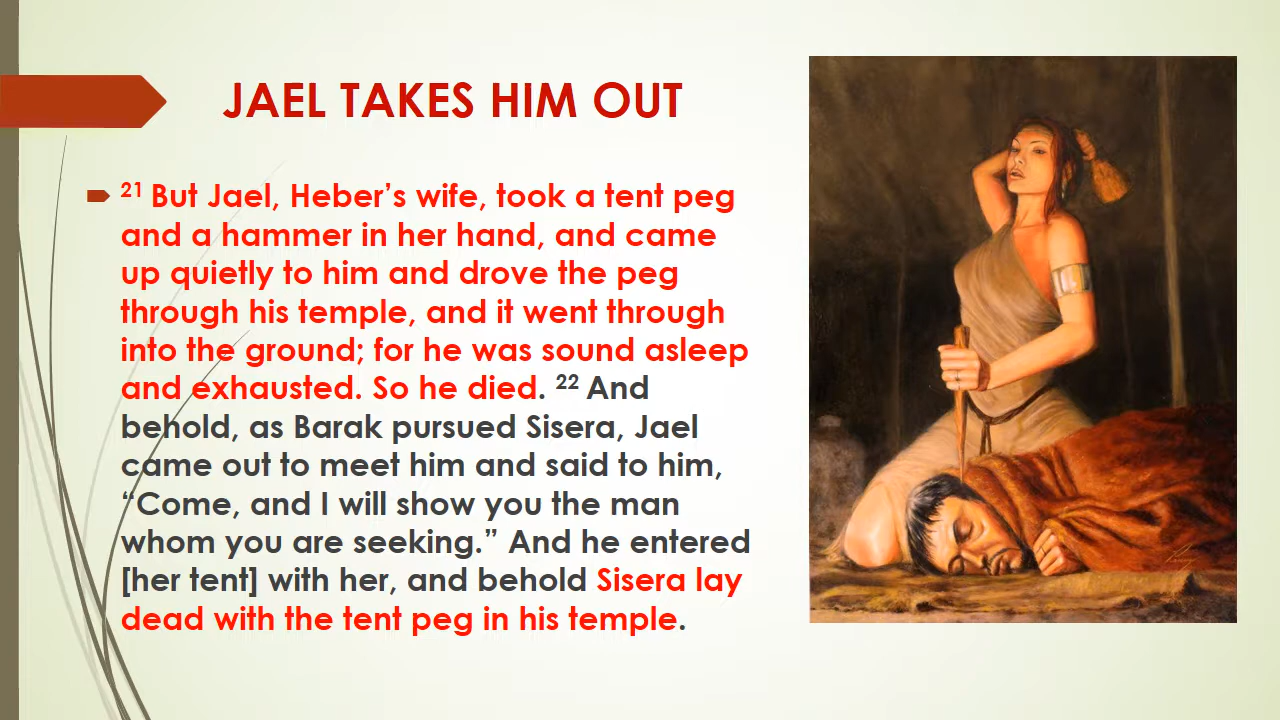 JAEL TAKES HIM OUT
21 But Jael, Heber’s wife, took a tent peg
and a hammer in her hand, and came
up quietly to him and drove the peg
through his temple, and it went through
into the ground; for he was sound asleep
and exhausted. So he died. 22 And
behold, as Barak pursued Sisera, Jael
came out to meet him and said to him,
“Come, and I will show you the man
whom you are seeking.” And he entered
[her tent] with her, and behold Sisera lay
dead with the tent peg in his temple.